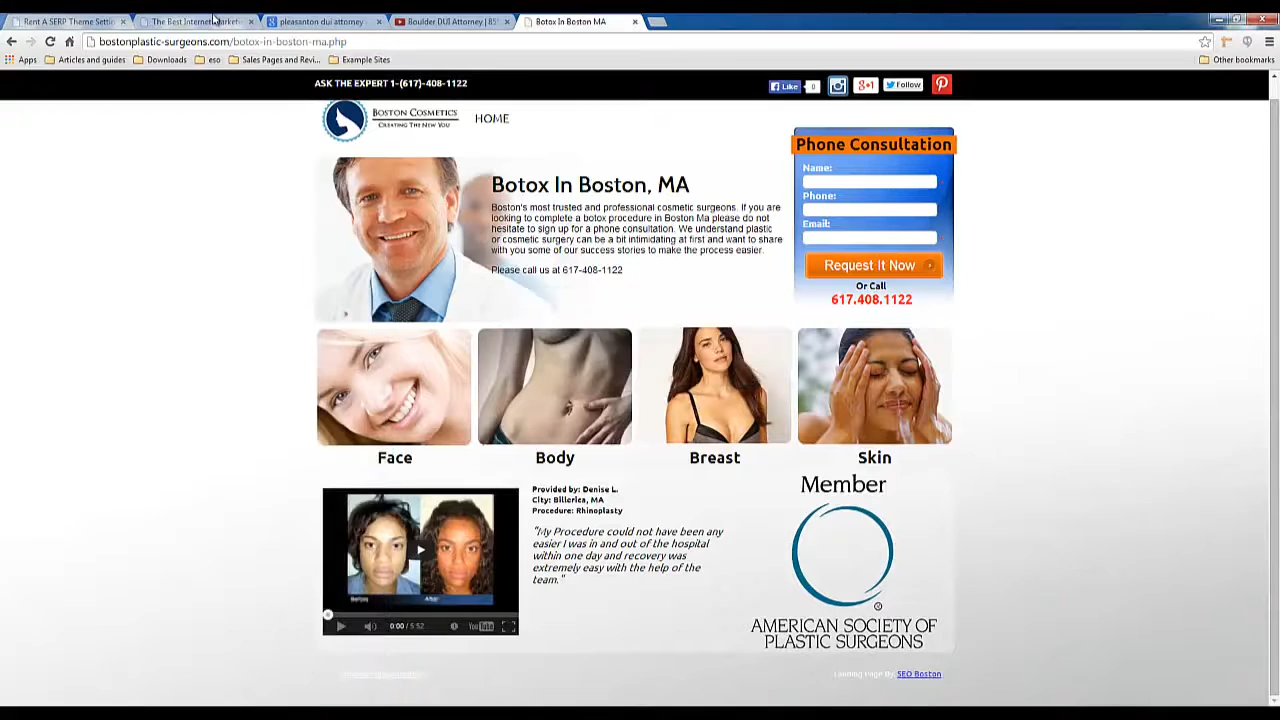 Rent A SERP Theme Setti
The Best Internet Market
pleasanton dui attorney
Boulder DUI Attorney | 85
Botox In Boston MA
bostonplastic-surgeons.com/botox-in-boston-ma.php
Apps
Articles and guides
Downloads
eso
Sales Pages and Revi...
Example Sites
Other bookmarks
ASK THE EXPERT 1-(617)-408-1122
Like
0
+1
Follow
BOSTON COSMETICS
CREATING THE NEW YOU
HOME
Botox In Boston, MA
Boston's most trusted and professional cosmetic surgeons. If you are
looking to complete a botox procedure in Boston Ma please do not
hesitate to sign up for a phone consultation. We understand plastic
or cosmetic surgery can be a bit intimidating at first and want to share
with you some of our success stories to make the process easier.
Please call us at 617-408-1122
Phone Consultation
Name:
Phone:
Email:
Request It Now
Or Call
617.408.1122
Face
Body
Breast
Skin
Before
After
0:00 / 5:52
YouTube
Provided by: Denise L.
City: Billerica, MA
Procedure: Rhinoplasty
"My Procedure could not have been any
easier I was in and out of the hospital
within one day and recovery was
extremely easy with the help of the
team."
Member
AMERICAN SOCIETY OF
PLASTIC SURGEONS
Landing Page By: SEO Boston